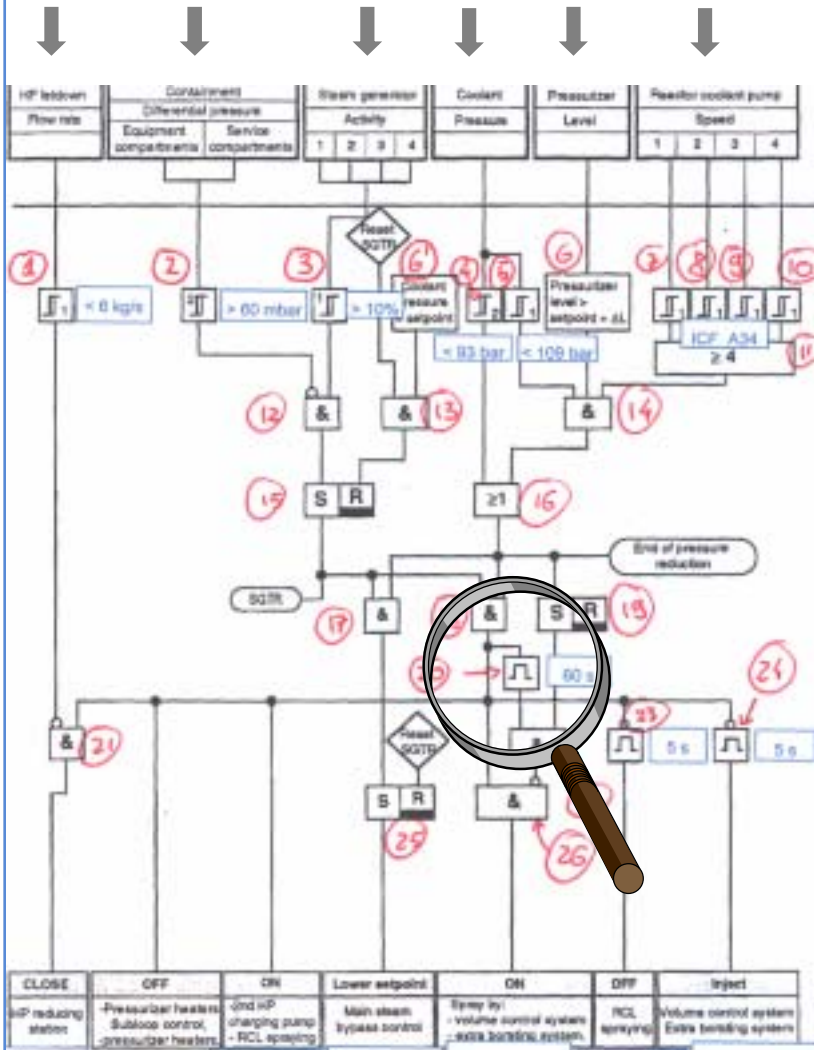 HP letdown
Containment
Steam generator
Coolant
Pressurizer
Reactor coolant pump
Flow rate
Differential pressure
Activity
Pressure
Level
Speed
Equipment compartments
Service compartments
1 2 3 4
1 2 3 4
Reset SGTR
1
2
3
6'
4
5
6
7
8
9
10
< 6 kg/s
> 60 mbar
> 10%
Coolant
setpoint
Pressurizer
level >
setpoint + ΔL
ICF A34
< 93 bar
< 109 bar
≥ 4
11
12
&
&
13
&
14
15
S R
≥1
16
End of pressure
reduction
SGTR
17
&
&
S R
19
20
60 s
24
23
&
21
Reset
SGTR
5 s
5 s
S R
&
25
26
CLOSE
OFF
ON
Lower setpoint
ON
OFF
Inject
HP reducing
station
-Pressurizer heaters
Subloop control,
-pressurizer heaters
-2nd HP
charging pump
- RCL spraying
Main steam
bypass control
Spray by:
- volume control system
- extra borating system
RCL
spraying
Volume control system
Extra borating system